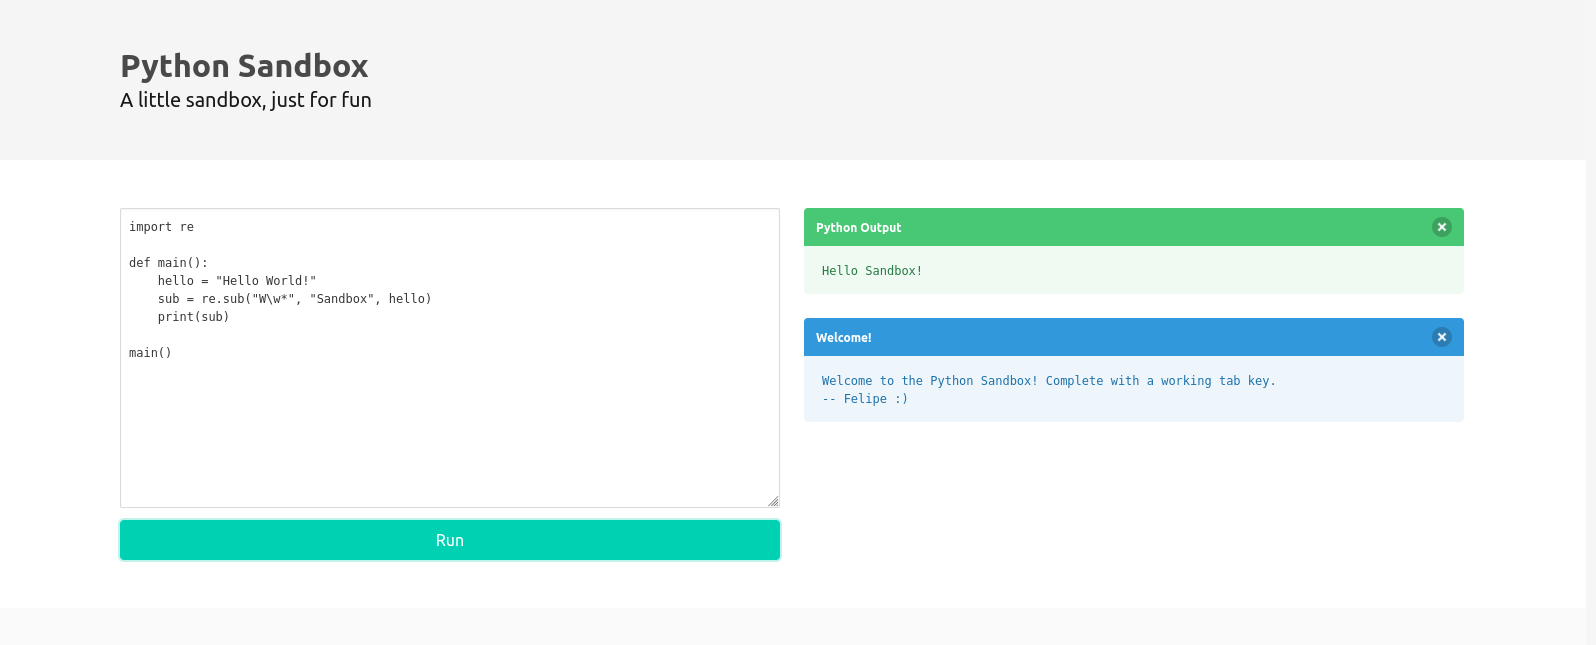 Python Sandbox
A little sandbox, just for fun
import re
def main():
    hello = "Hello World!"
    sub = re.sub("W\w*", "Sandbox", hello)
    print(sub)
main()
Run
Python Output
Hello Sandbox!
Welcome!
Welcome to the Python Sandbox! Complete with a working tab key.
-- Felipe :)